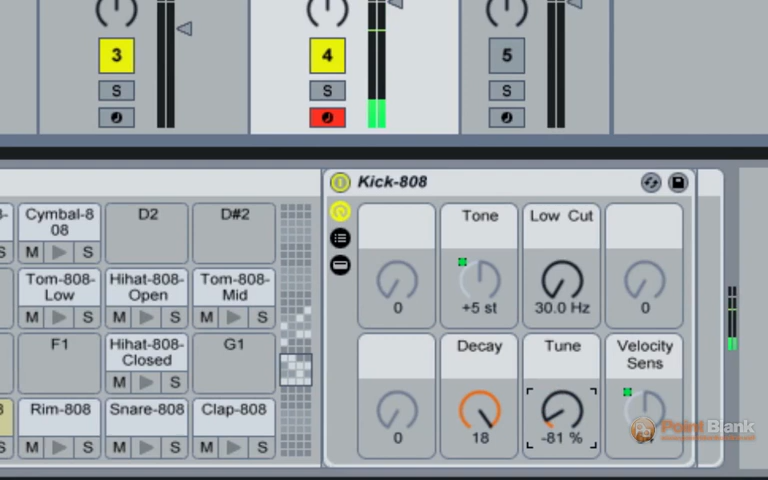 3
4
5
S
S
S
Kick-808
Cymbal-8
08
D2
D#2
Tone
Low Cut
S
M
S
Tom-808-
Low
Hihat-808-
Open
Tom-808-
Mid
0
+5 st
30.0 Hz
0
M
S
M
S
M
S
F1
Hihat-808-
Closed
G1
Decay
Tune
Velocity
Sens
M
S
Rim-808
Snare-808
Clap-808
0
18
-81 %
64
Point Blank
S
M
S
M
S
M
S